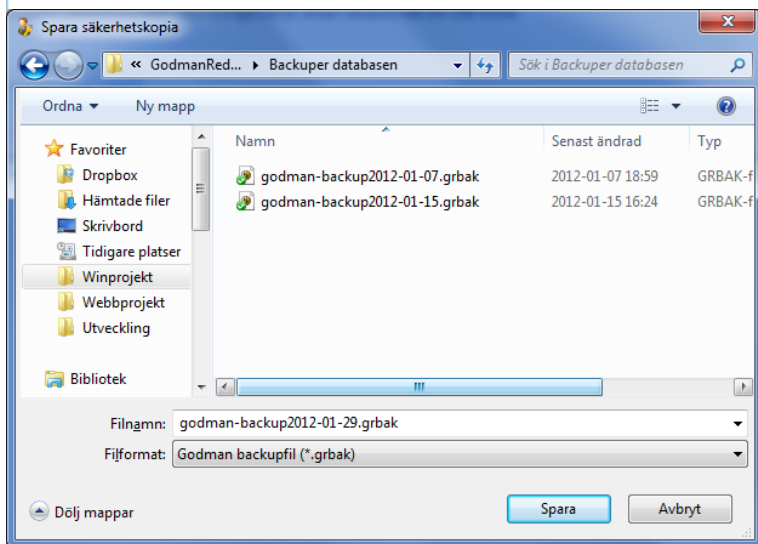 Spara säkerhetskopia
« GodmanRed... Backuper databasen Sök i Backuper databasen
Ordna Ny mapp
Favoriter
Dropbox
Hämtade filer
Skrivbord
Tidigare platser
Winprojekt
Webbprojekt
Utveckling
Bibliotek
Namn Senast ändrad Typ
godman-backup2012-01-07.grbak 2012-01-07 18:59 GRBAK-f
godman-backup2012-01-15.grbak 2012-01-15 16:24 GRBAK-f
Filnamn: godman-backup2012-01-29.grbak
Filformat: Godman backupfil (*.grbak)
Dölj mappar Spara Avbryt